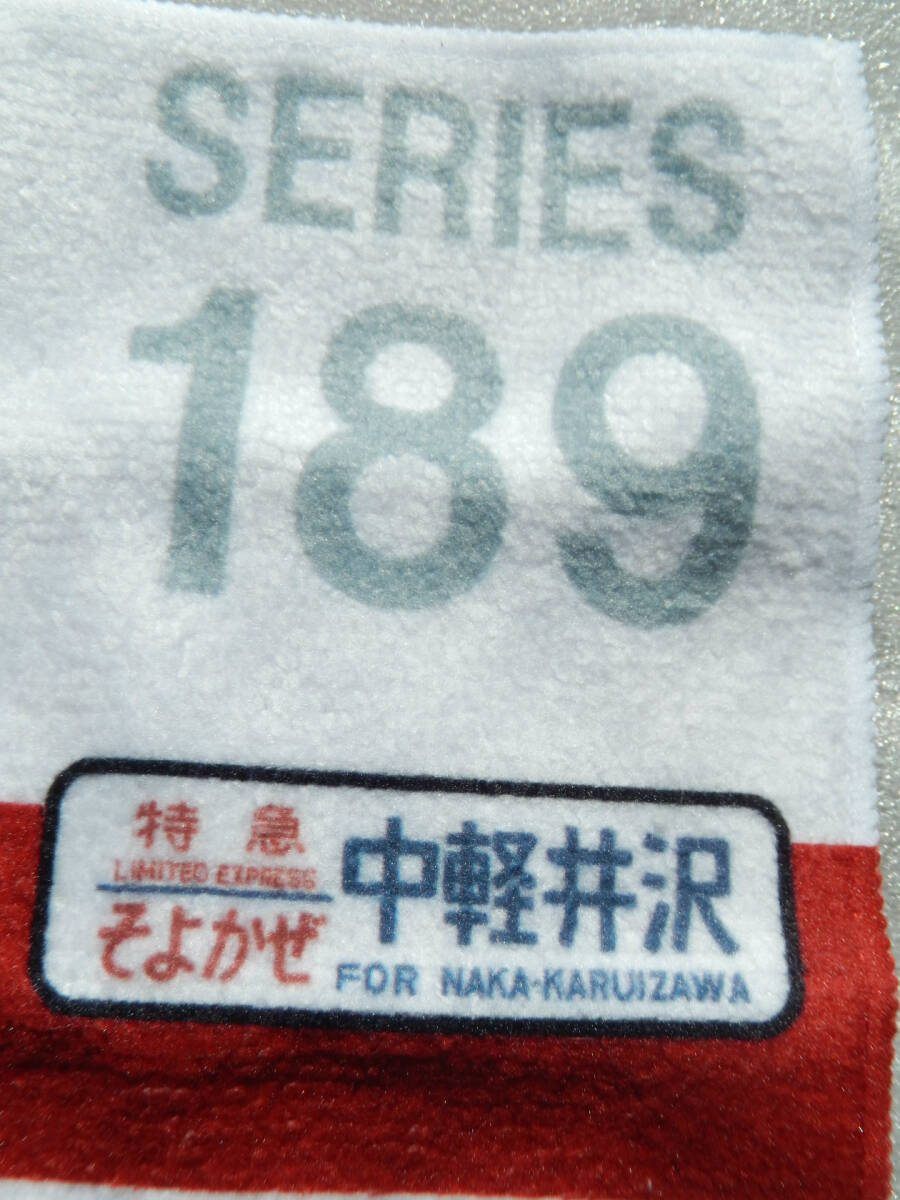 SERIES
189
特急
LIMITED EXPRESS
そよかぜ
中軽井沢
FOR NAKA-KARUIZAWA